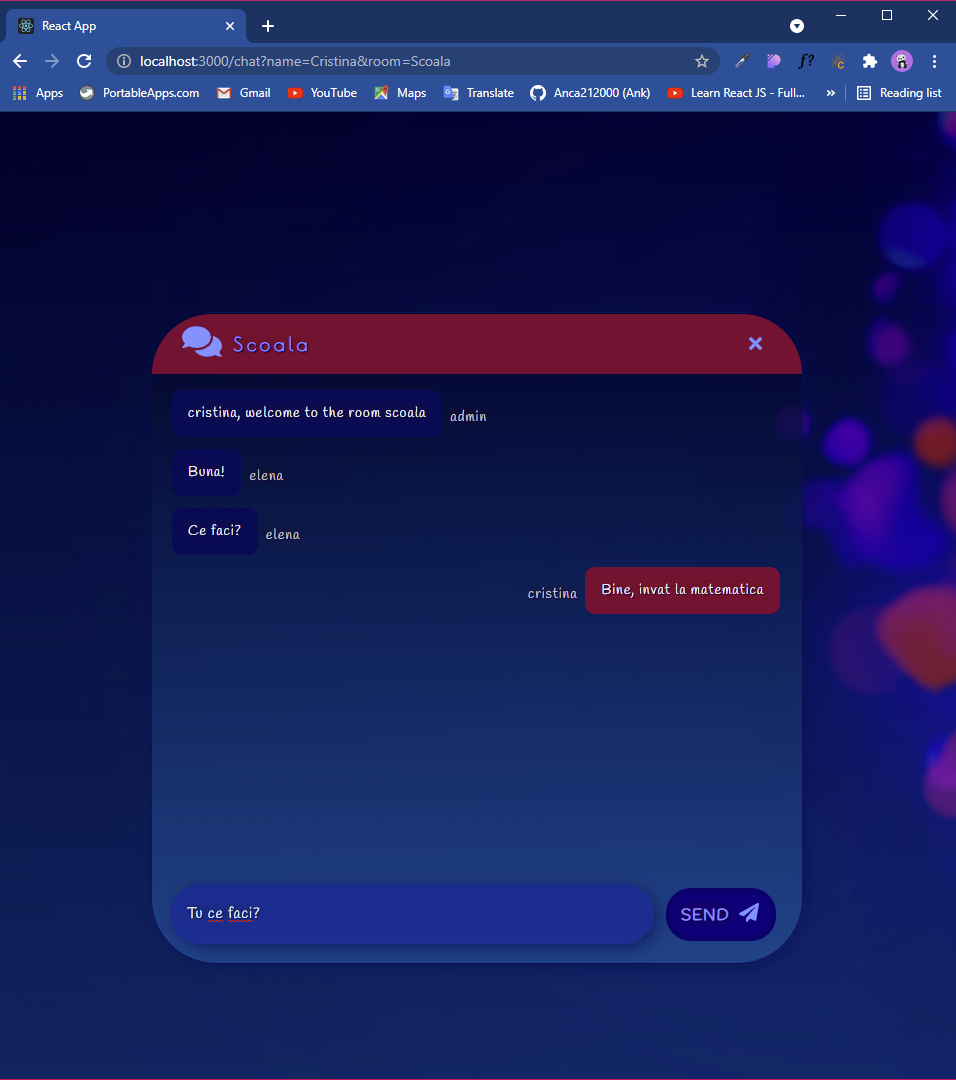 React App
localhost:3000/chat?name=Cristina&room=Scoala
f?
Apps PortableApps.com Gmail YouTube Maps Translate Anca212000 (Ank) Learn React JS - Full... » Reading list
Scoala
cristina, welcome to the room scoala admin
Buna! elena
Ce faci? elena
cristina Bine, invat la matematica
Tu ce faci? SEND